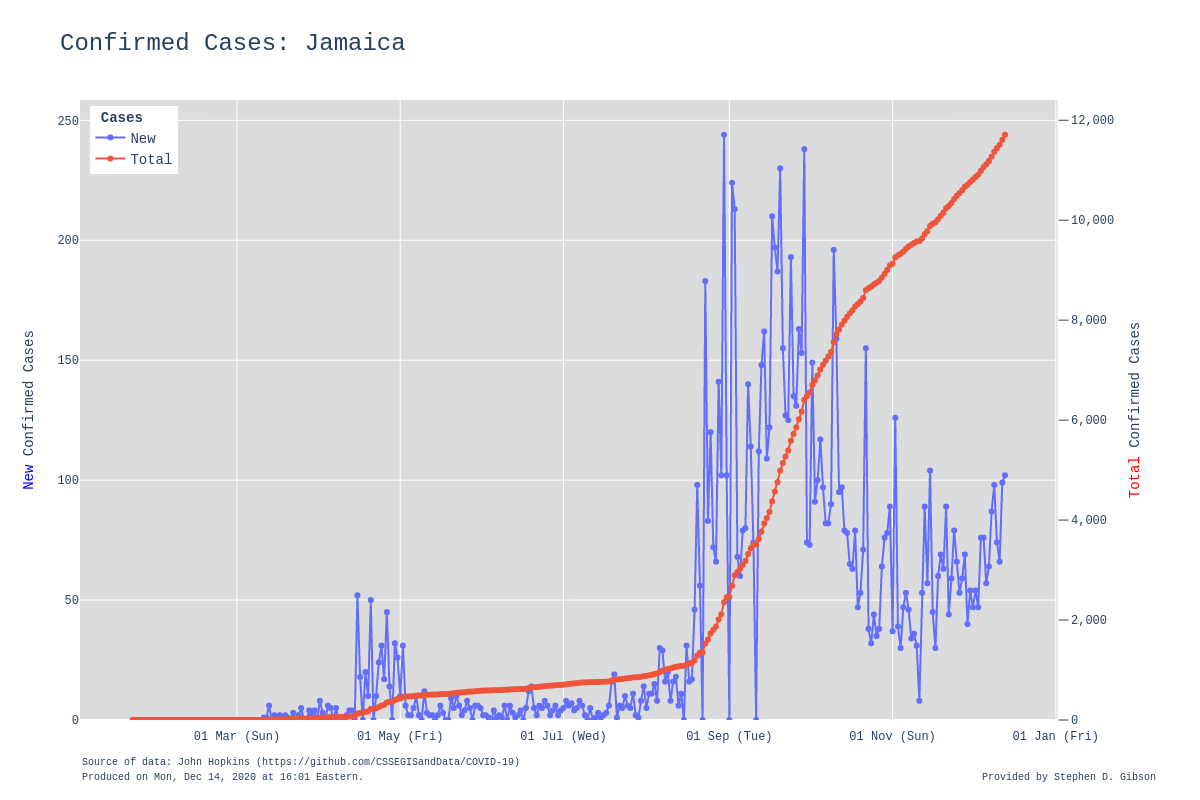 Confirmed Cases: Jamaica
Cases
New
Total
250
200
150
100
50
0
12,000
10,000
8,000
6,000
4,000
2,000
0
New Confirmed Cases
Total Confirmed Cases
01 Mar (Sun)
01 May (Fri)
01 Jul (Wed)
01 Sep (Tue)
01 Nov (Sun)
01 Jan (Fri)
Source of data: John Hopkins (https://github.com/CSSEGISandData/COVID-19)
Produced on Mon, Dec 14, 2020 at 16:01 Eastern.
Provided by Stephen D. Gibson